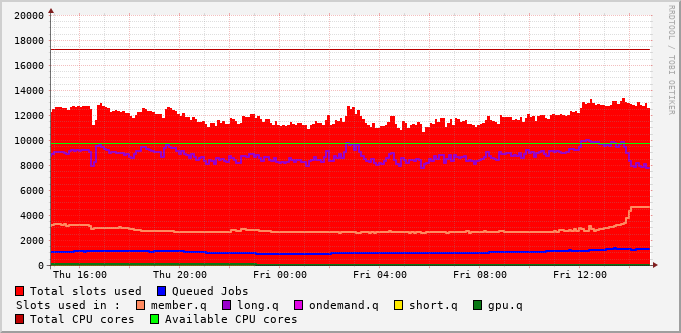 20000
18000
16000
14000
12000
10000
8000
6000
4000
2000
0
Thu 16:00 Thu 20:00 Fri 00:00 Fri 04:00 Fri 08:00 Fri 12:00
RRDTOOL / TOBI OETIKER
Total slots used Queued Jobs
Slots used in : member.q long.q ondemand.q short.q gpu.q
Total CPU cores Available CPU cores